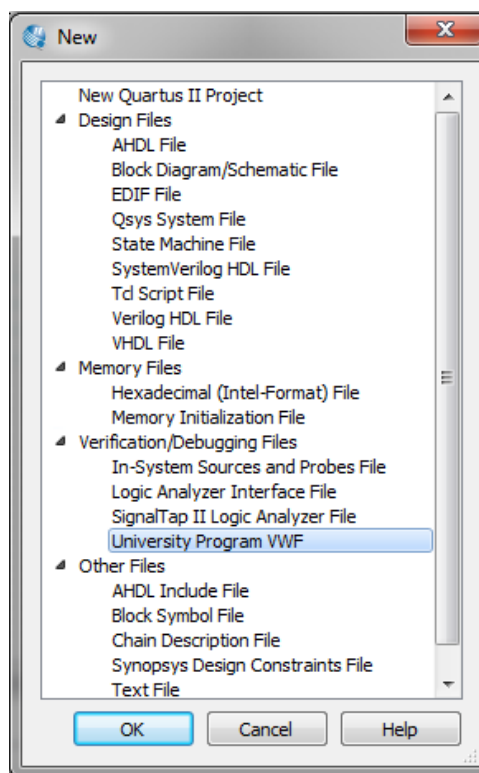 New
New Quartus II Project
Design Files
AHDL File
Block Diagram/Schematic File
EDIF File
Qsys System File
State Machine File
SystemVerilog HDL File
Tcl Script File
Verilog HDL File
VHDL File
Memory Files
Hexadecimal (Intel-Format) File
Memory Initialization File
Verification/Debugging Files
In-System Sources and Probes File
Logic Analyzer Interface File
SignalTap II Logic Analyzer File
University Program VWF
Other Files
AHDL Include File
Block Symbol File
Chain Description File
Synopsys Design Constraints File
Text File
OK Cancel Help